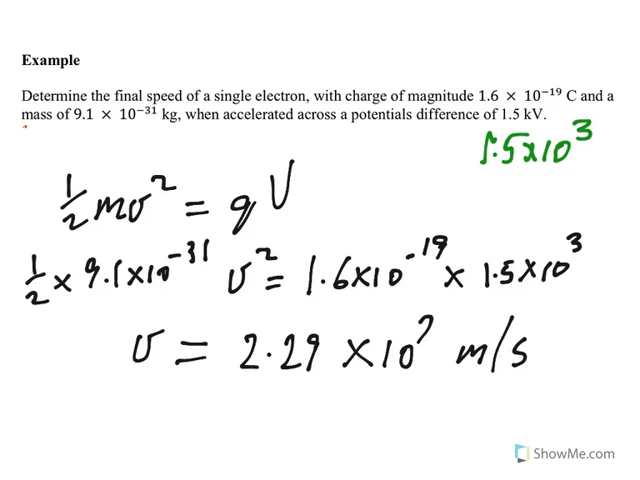 Example
Determine the final speed of a single electron, with charge of magnitude 1.6 × 10⁻¹⁹ C and a
mass of 9.1 × 10⁻³¹ kg, when accelerated across a potentials difference of 1.5 kV.
1.5×10³
½mv² = qV
½ × 9.1×10⁻³¹ v² = 1.6×10⁻¹⁹ × 1.5×10³
v = 2.29 ×10⁷ m/s
ShowMe.com